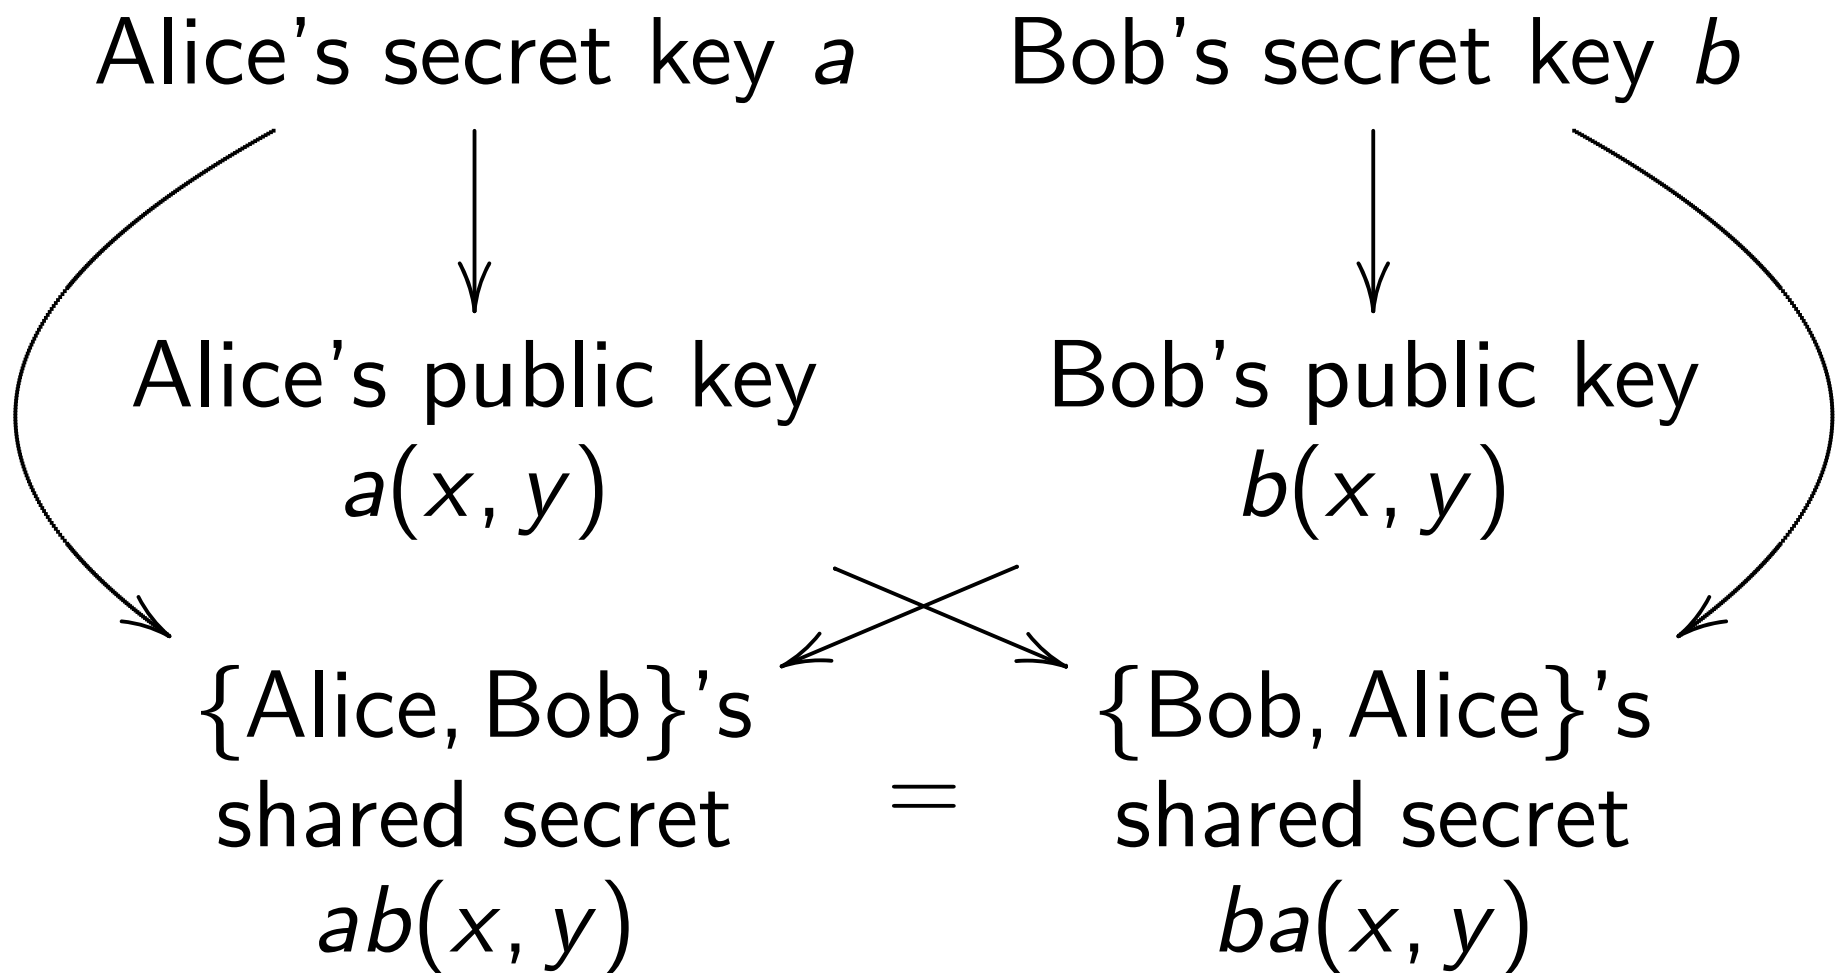 Alice's secret key a
Bob's secret key b
Alice's public key
a(x, y)
Bob's public key
b(x, y)
{Alice, Bob}'s
shared secret
ab(x, y)
=
{Bob, Alice}'s
shared secret
ba(x, y)